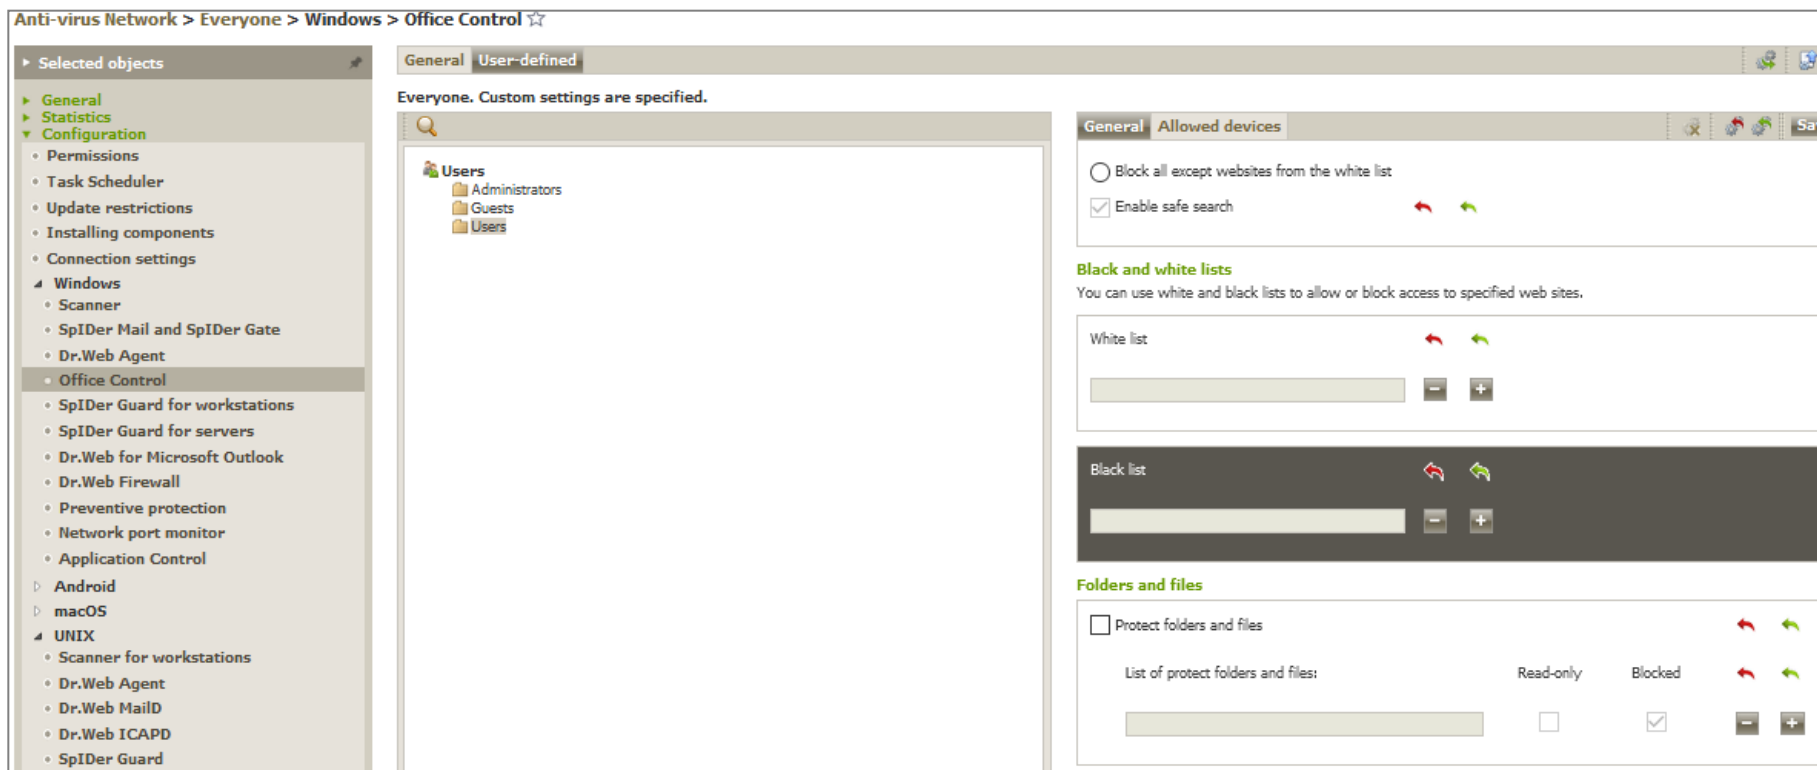 Anti-virus Network > Everyone > Windows > Office Control
Selected objects
General
Statistics
Configuration
Permissions
Task Scheduler
Update restrictions
Installing components
Connection settings
Windows
Scanner
SpIDer Mail and SpIDer Gate
Dr.Web Agent
Office Control
SpIDer Guard for workstations
SpIDer Guard for servers
Dr.Web for Microsoft Outlook
Dr.Web Firewall
Preventive protection
Network port monitor
Application Control
Android
macOS
UNIX
Scanner for workstations
Dr.Web Agent
Dr.Web MailD
Dr.Web ICAPD
SpIDer Guard
General User-defined
Everyone. Custom settings are specified.
Users
Administrators
Guests
Users
General Allowed devices
Sa
Block all except websites from the white list
Enable safe search
Black and white lists
You can use white and black lists to allow or block access to specified web sites.
White list
Black list
Folders and files
Protect folders and files
List of protect folders and files: Read-only Blocked